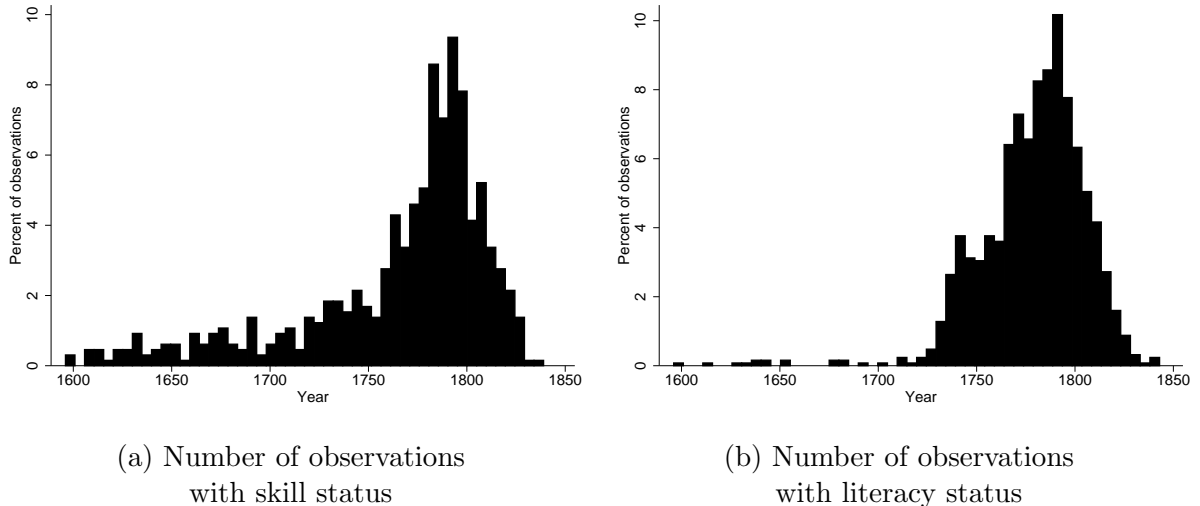 10
8
6
4
2
0
Percent of observations
1600 1650 1700 1750 1800 1850
Year
(a) Number of observations
with skill status
10
8
6
4
2
0
Percent of observations
1600 1650 1700 1750 1800 1850
Year
(b) Number of observations
with literacy status